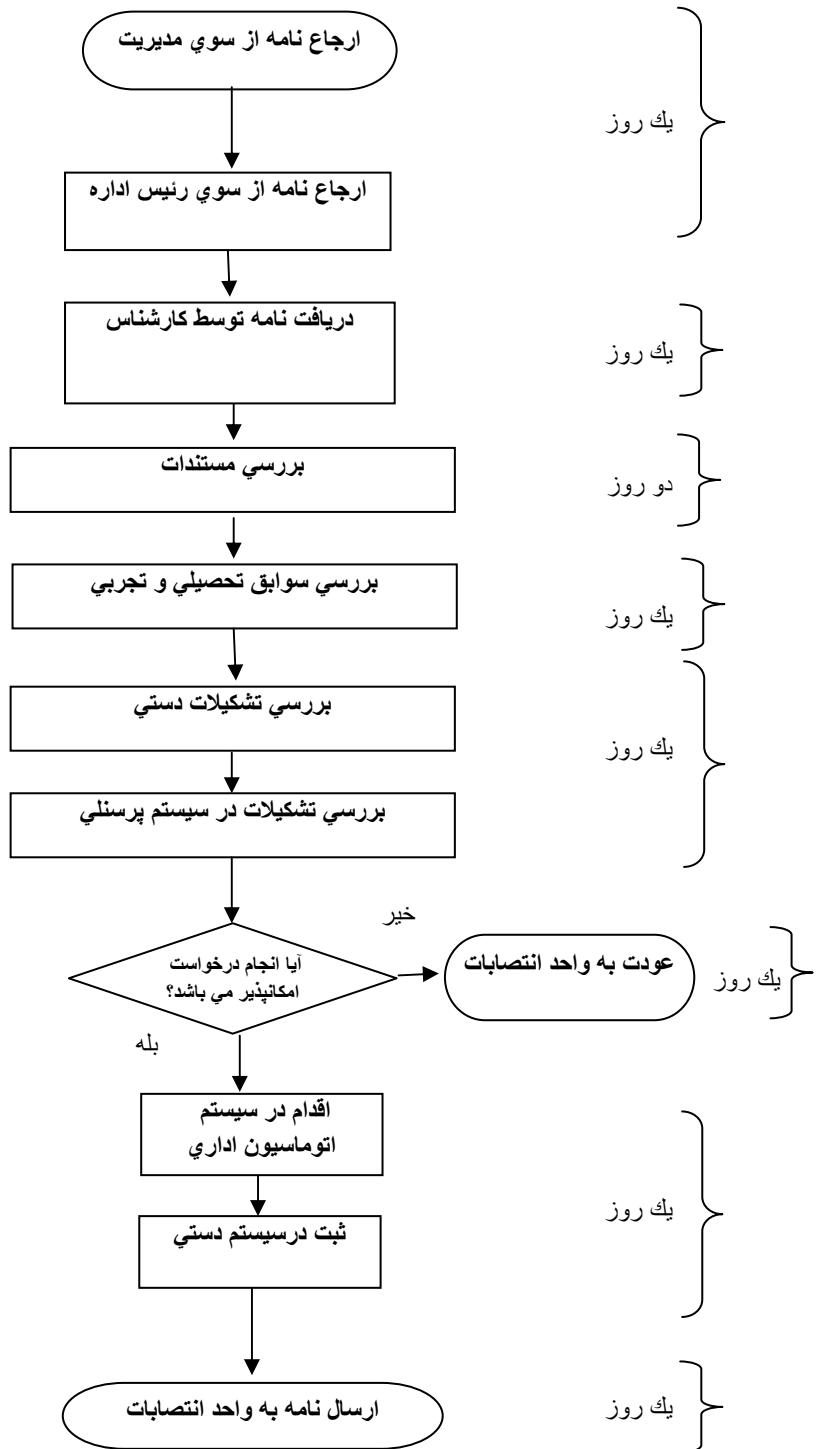 ارجاع نامه از سوي مديريت
يك روز
ارجاع نامه از سوي رئيس اداره
دريافت نامه توسط كارشناس
يك روز
بررسي مستندات
دو روز
بررسي سوابق تحصيلي و تجربي
يك روز
بررسي تشكيلات دستي
يك روز
بررسي تشكيلات در سيستم پرسنلي
خير
آيا انجام درخواست
امكانپذير مي باشد؟
عودت به واحد انتصابات
يك روز
بله
اقدام در سيستم
اتوماسيون اداري
يك روز
ثبت درسيستم دستي
ارسال نامه به واحد انتصابات
يك روز